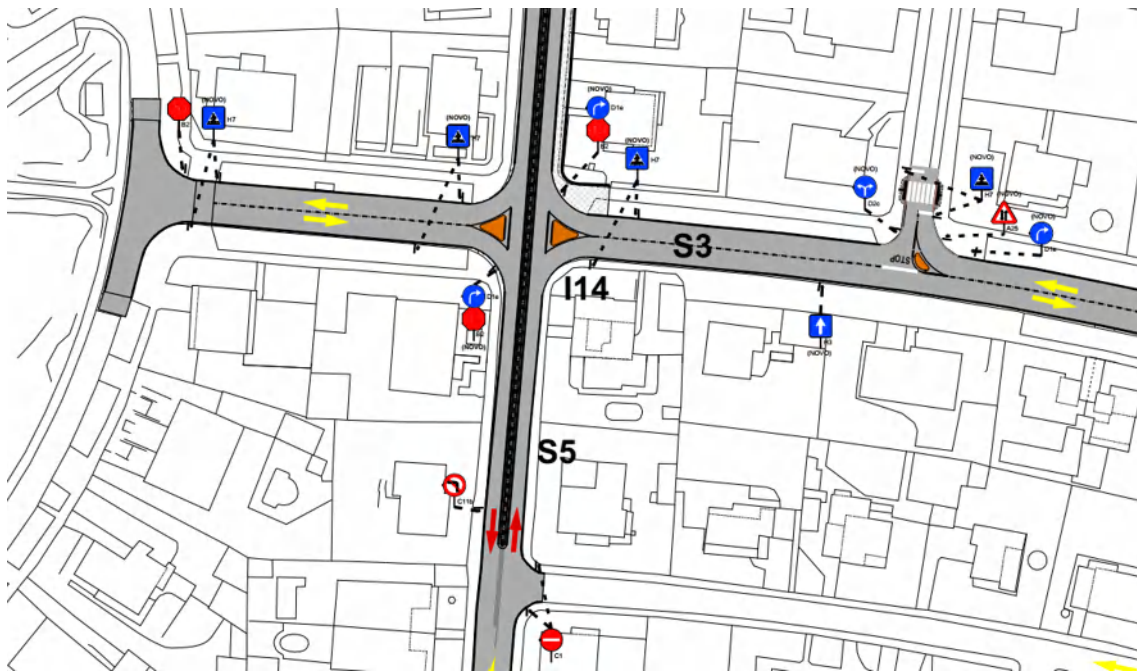 (NOVO)
B2
H7
(NOVO)
H7
(NOVO)
D1e
B2
(NOVO)
H7
(NOVO)
D2c
(NOVO)
H7
(NOVO)
A25
(NOVO)
D1e
STOP
S3
I14
D1e
B2
(NOVO)
H3
(NOVO)
S5
C11b
C1